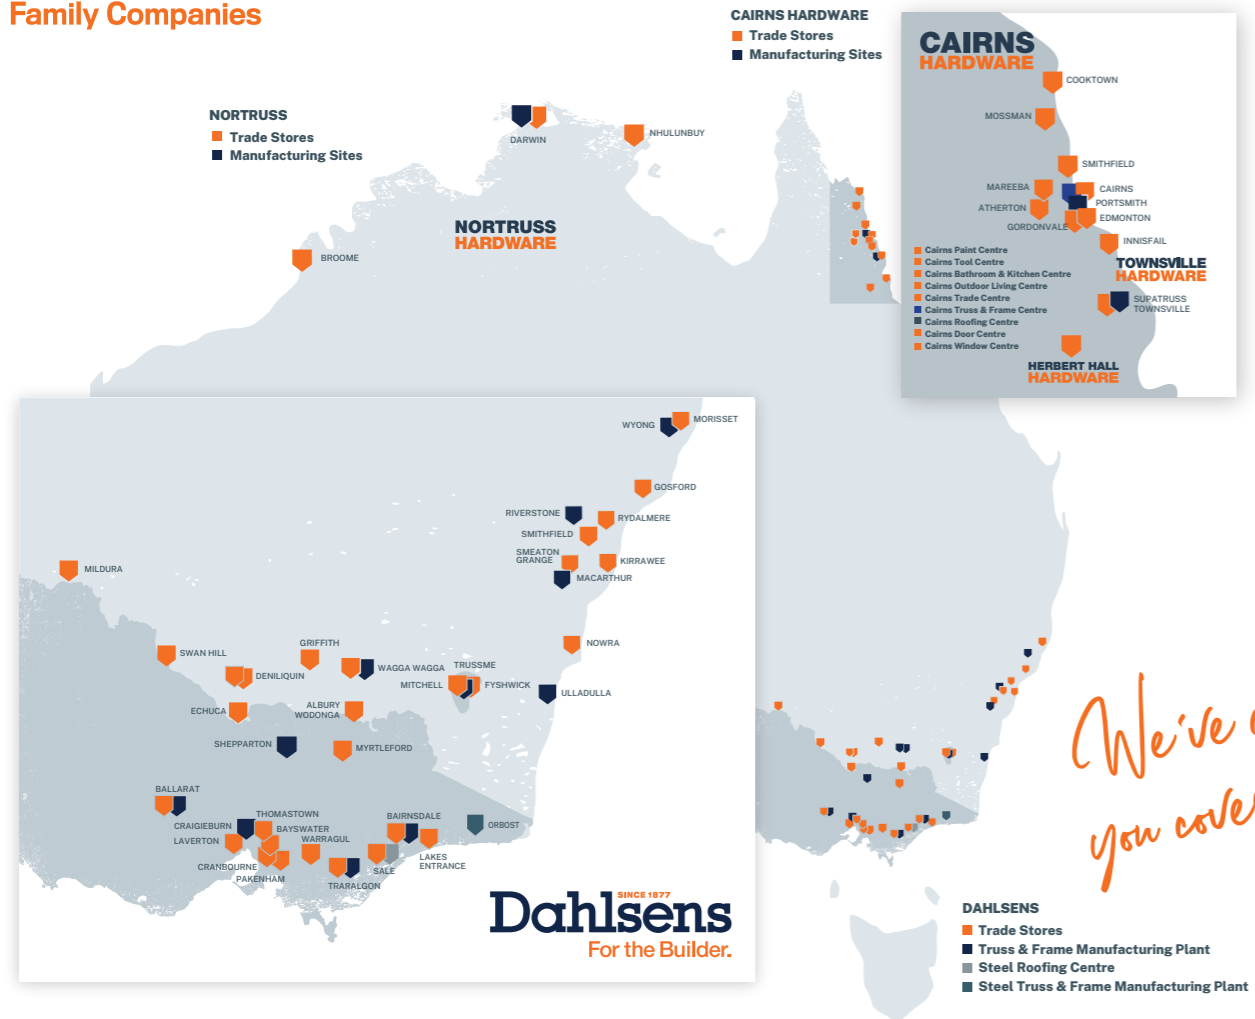 Family Companies
CAIRNS HARDWARE
Trade Stores
Manufacturing Sites
NORTRUSS
Trade Stores
Manufacturing Sites
DARWIN
NHULUNBUY
NORTRUSS
HARDWARE
BROOME
CAIRNS
HARDWARE
COOKTOWN
MOSSMAN
SMITHFIELD
MAREEBA
CAIRNS
PORTSMITH
ATHERTON
EDMONTON
GORDONVALE
INNISFAIL
Cairns Paint Centre
Cairns Tool Centre
Cairns Bathroom & Kitchen Centre
Cairns Outdoor Living Centre
Cairns Trade Centre
Cairns Truss & Frame Centre
Cairns Roofing Centre
Cairns Door Centre
Cairns Window Centre
TOWNSVILLE
HARDWARE
SUPATRUSS
TOWNSVILLE
HERBERT HALL
HARDWARE
WYONG
MORISSET
GOSFORD
RIVERSTONE
RYDALMERE
SMITHFIELD
SMEATON
GRANGE
KIRRAWEE
MACARTHUR
MILDURA
NOWRA
SWAN HILL
GRIFFITH
DENILIQUIN
WAGGA WAGGA
TRUSSME
MITCHELL
FYSHWICK
ULLADULLA
ECHUCA
ALBURY
WODONGA
SHEPPARTON
MYRTLEFORD
BALLARAT
THOMASTOWN
CRAIGIEBURN
BAYSWATER
LAVERTON
WARRAGUL
CRANBOURNE
PAKENHAM
BAIRNSDALE
ORBOST
LAKES
ENTRANCE
SALE
TRARALGON
SINCE 1877
Dahlsens
For the Builder.
We've
you cove
DAHLSENS
Trade Stores
Truss & Frame Manufacturing Plant
Steel Roofing Centre
Steel Truss & Frame Manufacturing Plant